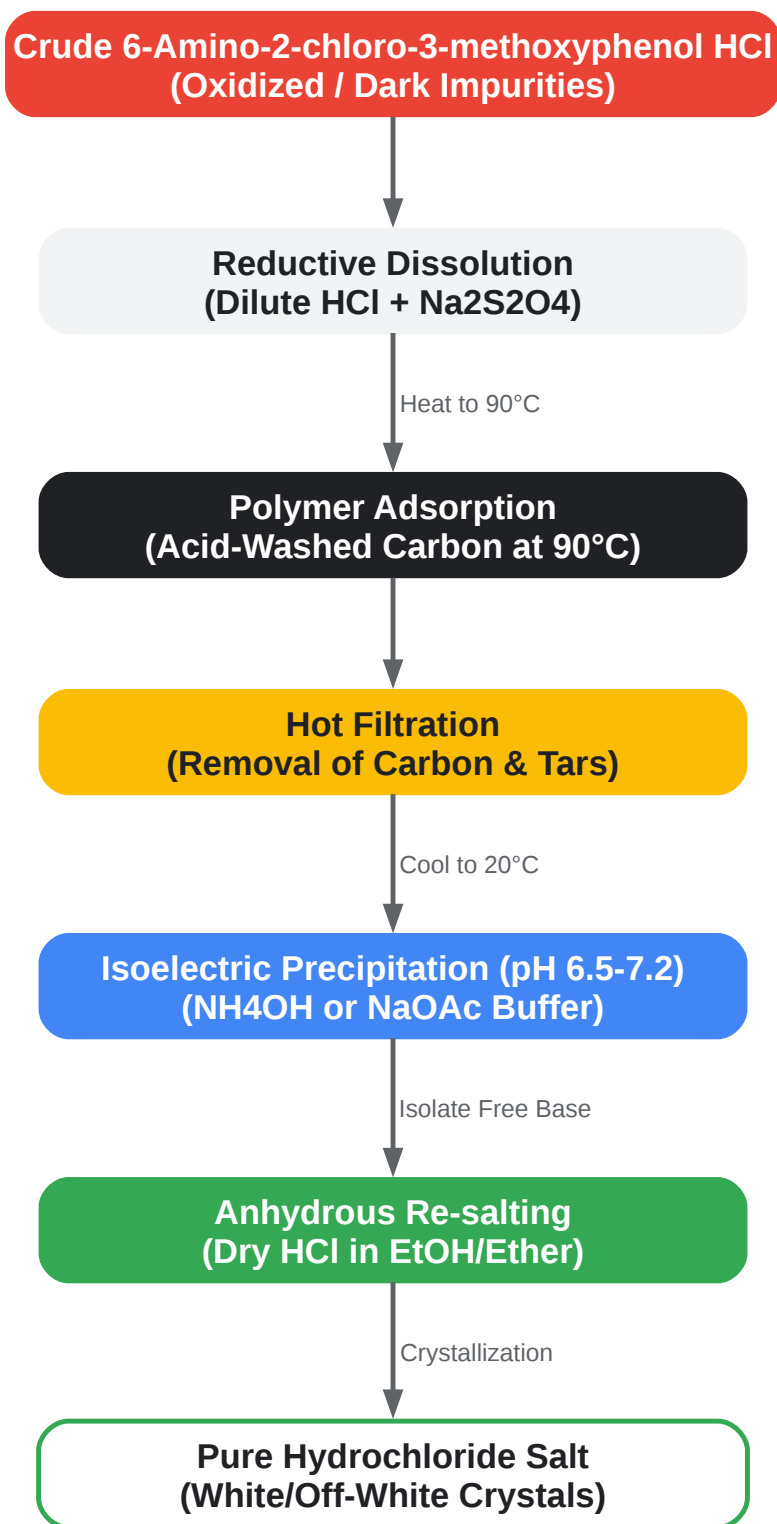 Crude 6-Amino-2-chloro-3-methoxyphenol HCl
(Oxidized / Dark Impurities)
Reductive Dissolution
(Dilute HCl + Na2S2O4)
Heat to 90°C
Polymer Adsorption
(Acid-Washed Carbon at 90°C)
Hot Filtration
(Removal of Carbon & Tars)
Cool to 20°C
Isoelectric Precipitation (pH 6.5-7.2)
(NH4OH or NaOAc Buffer)
Isolate Free Base
Anhydrous Re-salting
(Dry HCl in EtOH/Ether)
Crystallization
Pure Hydrochloride Salt
(White/Off-White Crystals)